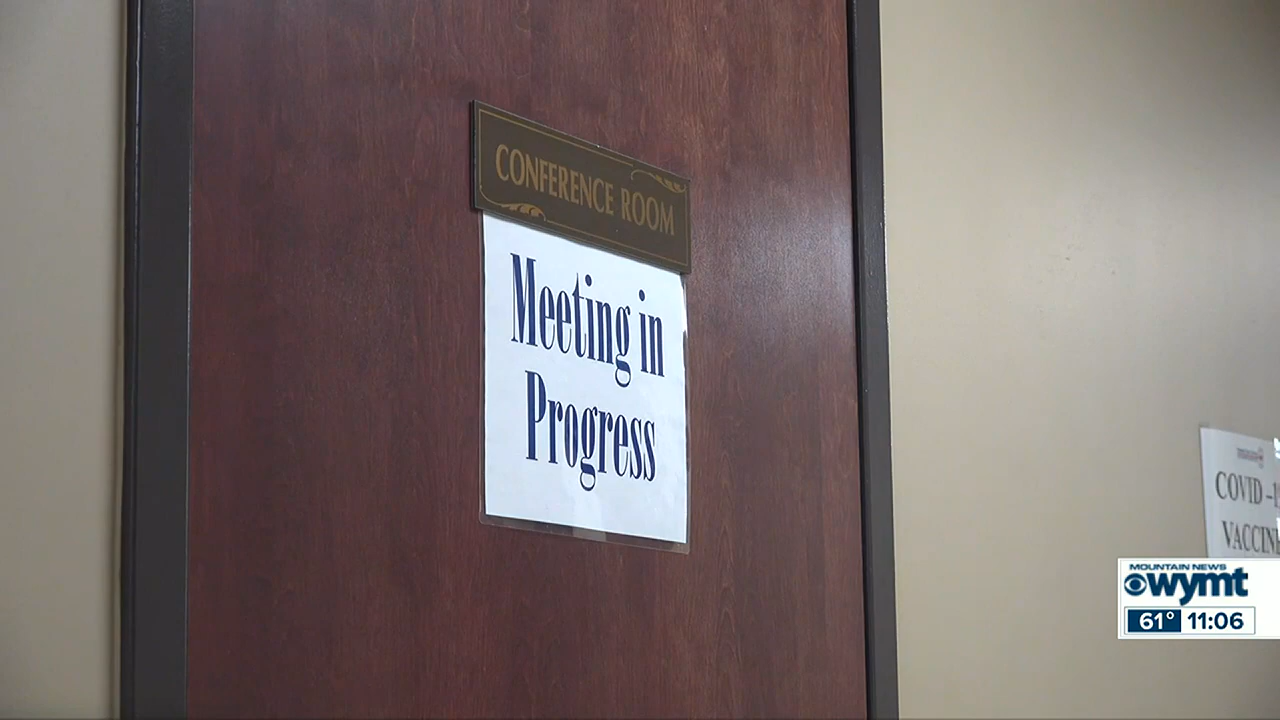 CONFERENCE ROOM
Meeting in
Progress
COVID -1
VACCIN
MOUNTAIN NEWS
wymt
61° 11:06